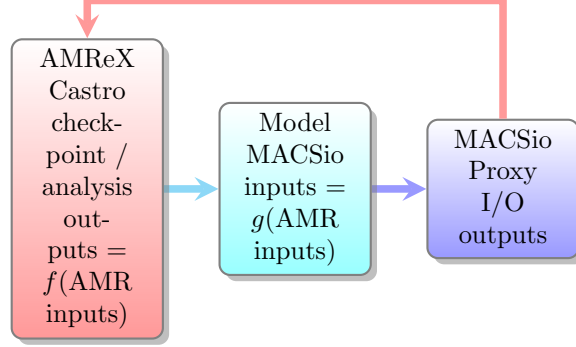 AMReX
Castro
check-
point /
analysis
out-
puts =
f(AMR
inputs)
Model
MACSio
inputs =
g(AMR
inputs)
MACSio
Proxy
I/O
outputs